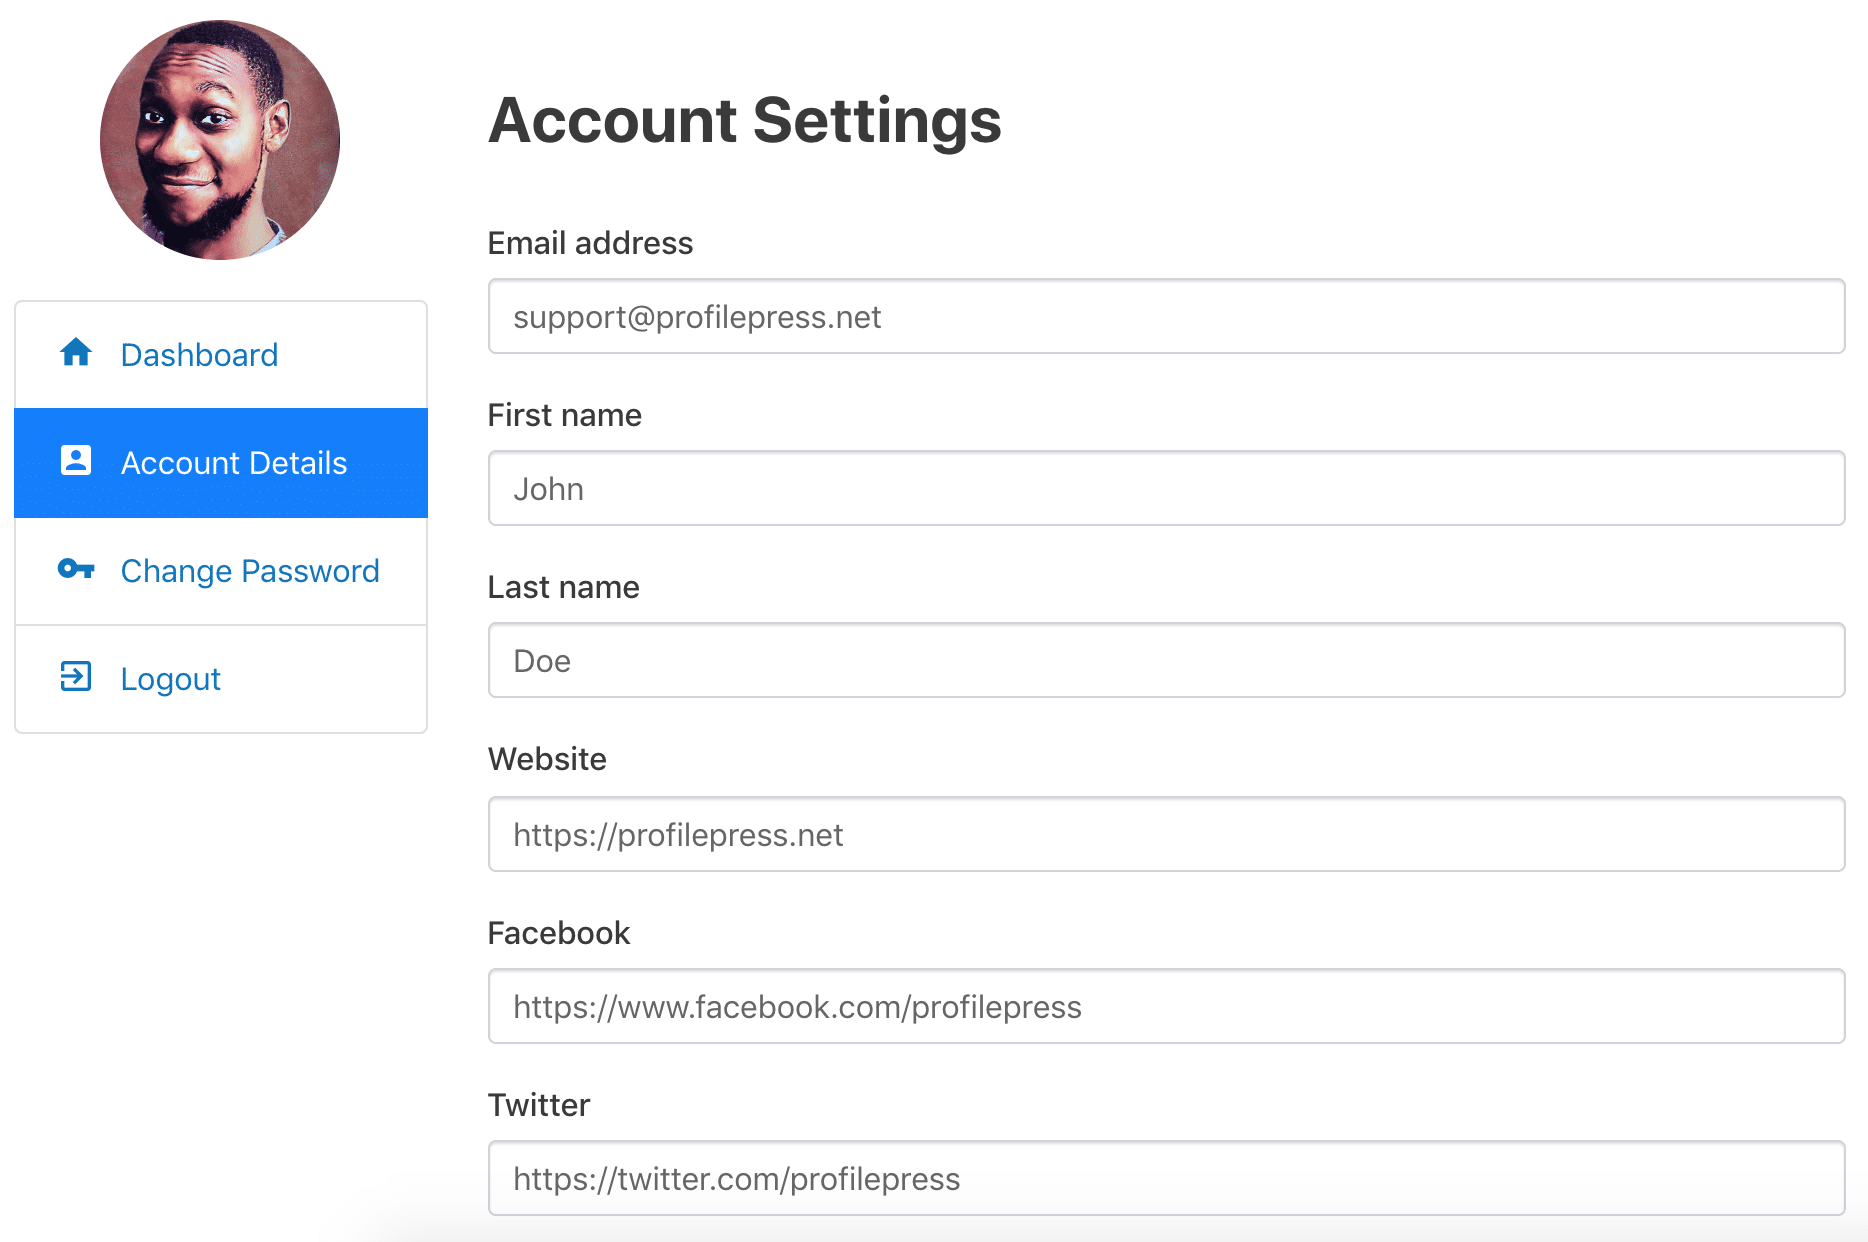 Dashboard
Account Details
Change Password
Logout
Account Settings
Email address
support@profilepress.net
First name
John
Last name
Doe
Website
https://profilepress.net
Facebook
https://www.facebook.com/profilepress
Twitter
https://twitter.com/profilepress